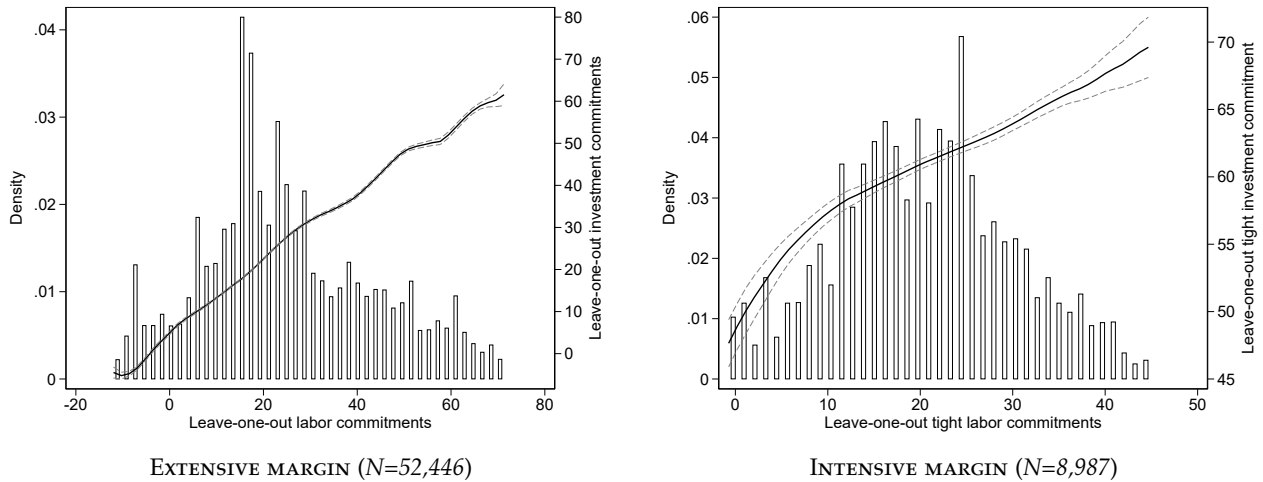 .04
.03
.02
.01
0
Density
80
70
60
50
40
30
20
10
0
Leave-one-out investment commitments
-20 0 20 40 60 80
Leave-one-out labor commitments
EXTENSIVE MARGIN (N=52,446)
.06
.05
.04
.03
.02
.01
0
Density
70
65
60
55
50
45
Leave-one-out tight investment commitment
0 10 20 30 40 50
Leave-one-out tight labor commitments
INTENSIVE MARGIN (N=8,987)